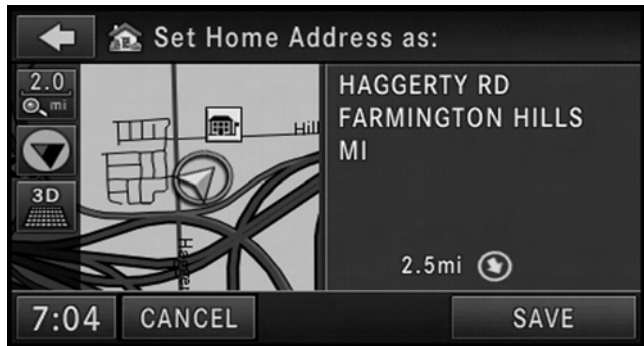 Set Home Address as:
2.0
mi
3D
Hill
Hagger
HAGGERTY RD
FARMINGTON HILLS
MI
2.5mi
7:04
CANCEL
SAVE